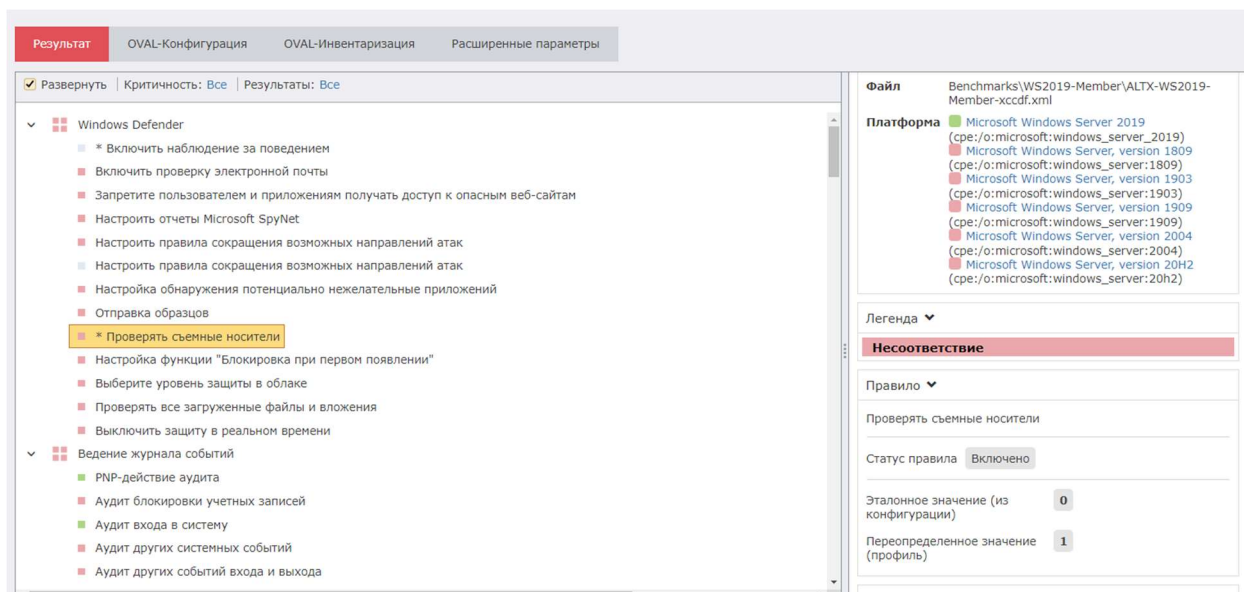 Результат OVAL-Конфигурация OVAL-Инвентаризация Расширенные параметры
Развернуть Критичность: Все Результаты: Все
Windows Defender
* Включить наблюдение за поведением
Включить проверку электронной почты
Запретите пользователем и приложениям получать доступ к опасным веб-сайтам
Настроить отчеты Microsoft SpyNet
Настроить правила сокращения возможных направлений атак
Настроить правила сокращения возможных направлений атак
Настройка обнаружения потенциально нежелательные приложений
Отправка образцов
* Проверять съемные носители
Настройка функции "Блокировка при первом появлении"
Выберите уровень защиты в облаке
Проверять все загруженные файлы и вложения
Выключить защиту в реальном времени
Ведение журнала событий
PNP-действие аудита
Аудит блокировки учетных записей
Аудит входа в систему
Аудит других системных событий
Аудит других событий входа и выхода
Файл Benchmarks\WS2019-Member\ALTX-WS2019-
Member-xccdf.xml
Платформа Microsoft Windows Server 2019
(cpe:/o:microsoft:windows_server_2019)
Microsoft Windows Server, version 1809
(cpe:/o:microsoft:windows_server:1809)
Microsoft Windows Server, version 1903
(cpe:/o:microsoft:windows_server:1903)
Microsoft Windows Server, version 1909
(cpe:/o:microsoft:windows_server:1909)
Microsoft Windows Server, version 2004
(cpe:/o:microsoft:windows_server:2004)
Microsoft Windows Server, version 20H2
(cpe:/o:microsoft:windows_server:20h2)
Легенда
Несоответствие
Правило
Проверять съемные носители
Статус правила Включено
Эталонное значение (из 0
конфигурации)
Переопределенное значение 1
(профиль)